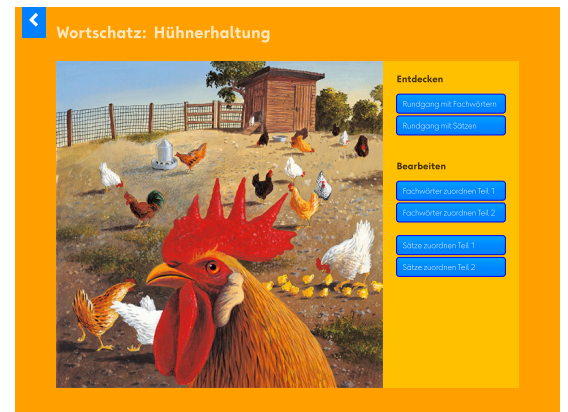 Wortschatz: Hühnerhaltung
Entdecken
Rundgang mit Fachwörtern
Rundgang mit Sätzen
Bearbeiten
Fachwörter zuordnen Teil 1
Fachwörter zuordnen Teil 2
Sätze zuordnen Teil 1
Sätze zuordnen Teil 2